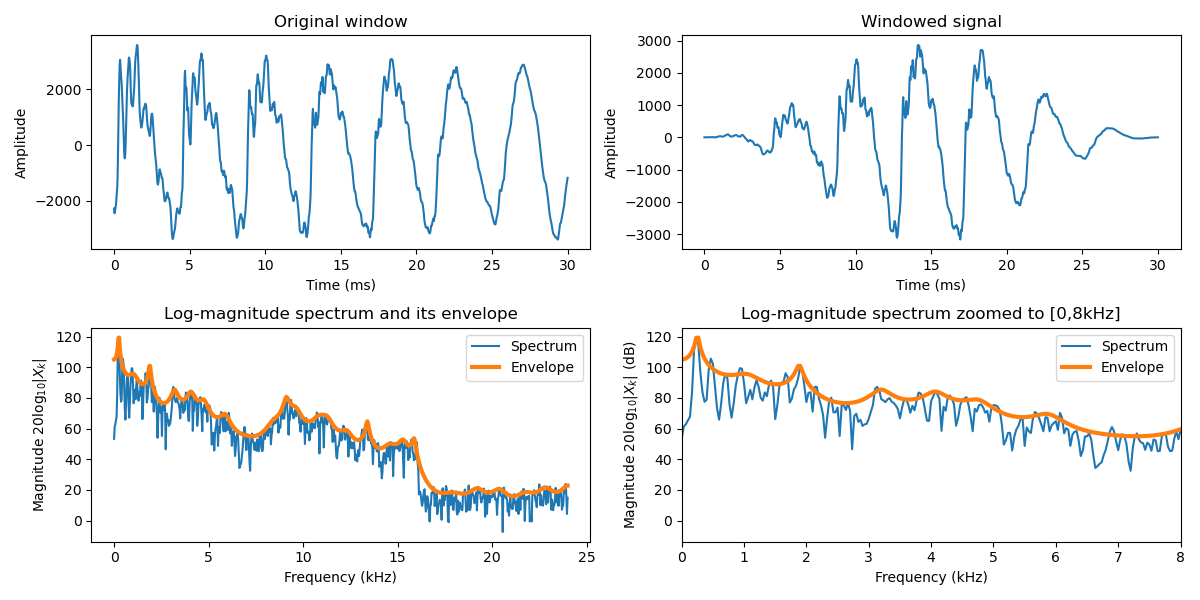 Original window
Amplitude
2000
0
−2000
0 5 10 15 20 25 30
Time (ms)
Windowed signal
Amplitude
3000
2000
1000
0
−1000
−2000
−3000
0 5 10 15 20 25 30
Time (ms)
Log-magnitude spectrum and its envelope
Magnitude 20log₁₀|Xₖ|
120
100
80
60
40
20
0
Spectrum
Envelope
0 5 10 15 20 25
Frequency (kHz)
Log-magnitude spectrum zoomed to [0,8kHz]
Magnitude 20log₁₀|Xₖ| (dB)
120
100
80
60
40
20
0
Spectrum
Envelope
0 1 2 3 4 5 6 7 8
Frequency (kHz)